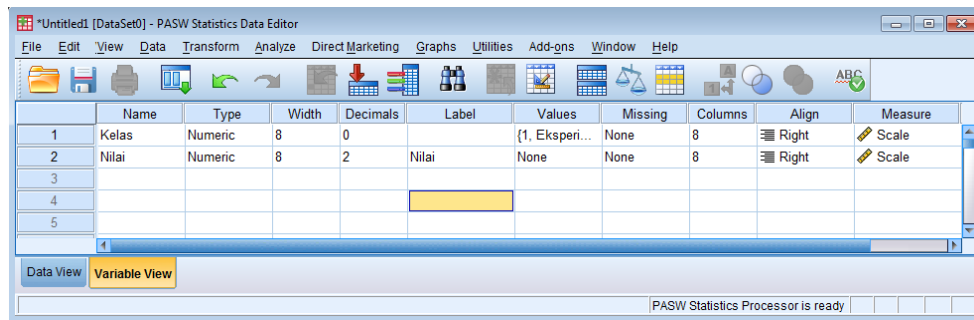 *Untitled1 [DataSet0] - PASW Statistics Data Editor
File Edit View Data Transform Analyze Direct Marketing Graphs Utilities Add-ons Window Help
A
1 4
ABC
Name Type Width Decimals Label Values Missing Columns Align Measure
1 Kelas Numeric 8 0 {1, Eksperi... None 8 Right Scale
2 Nilai Numeric 8 2 Nilai None None 8 Right Scale
3
4
5
Data View Variable View
PASW Statistics Processor is ready